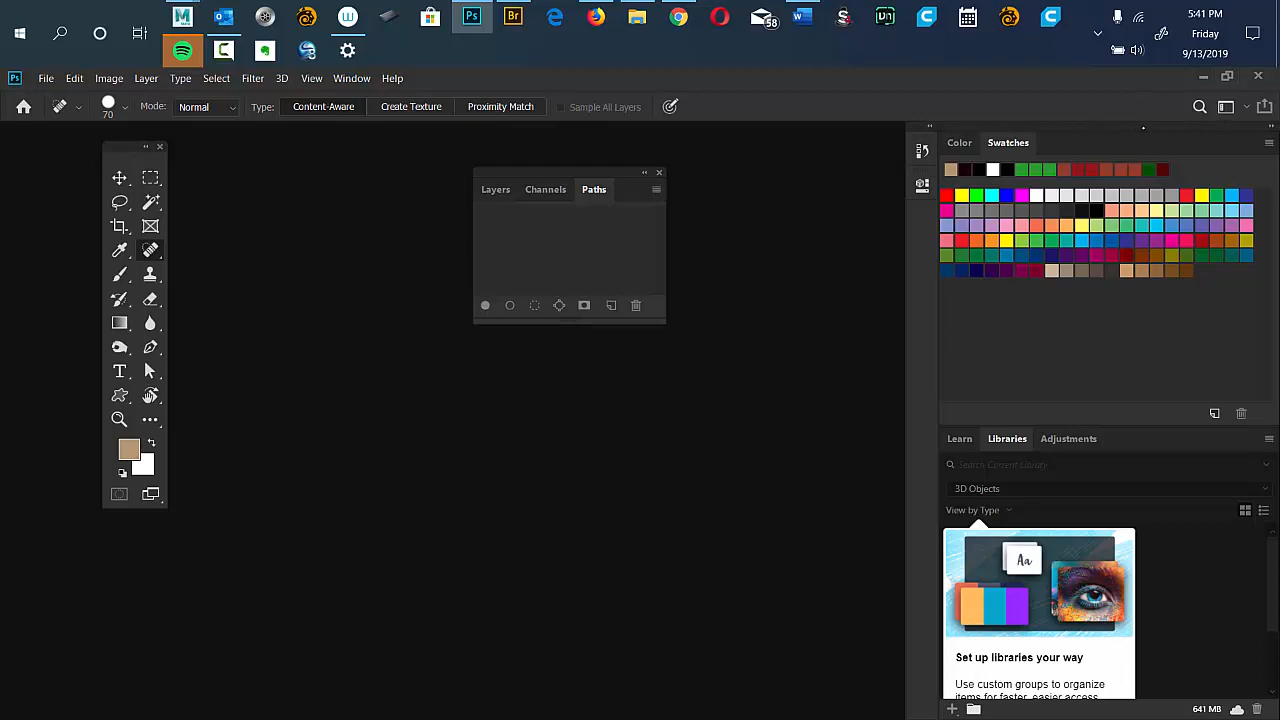 5:41 PM
58
Friday
9/13/2019
Ps File Edit Image Layer Type Select Filter 3D View Window Help
70 Mode: Normal Type: Content-Aware Create Texture Proximity Match Sample All Layers
Color Swatches
Layers Channels Paths
Learn Libraries Adjustments
Search Current Library
3D Objects
View by Type
Aa
Set up libraries your way
Use custom groups to organize
items for faster, easier access
641 MB